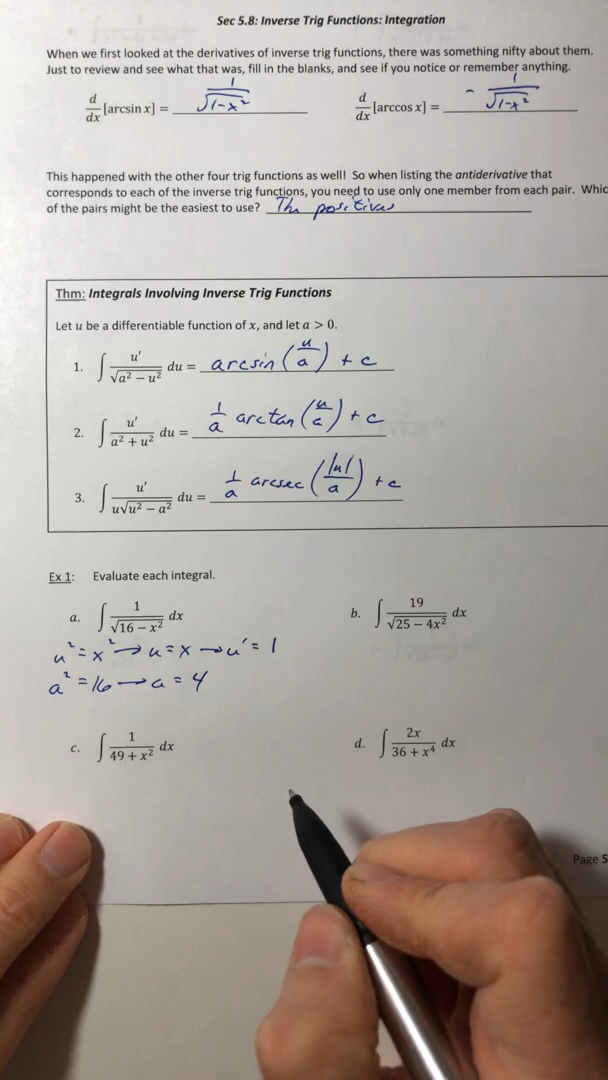 Sec 5.8: Inverse Trig Functions: Integration
When we first looked at the derivatives of inverse trig functions, there was something nifty about them.
Just to review and see what that was, fill in the blanks, and see if you notice or remember anything.
d/dx [arcsin x] = 1/√(1-x²) d/dx [arccos x] = - 1/√(1-x²)
This happened with the other four trig functions as well! So when listing the antiderivative that
corresponds to each of the inverse trig functions, you need to use only one member from each pair. Whic
of the pairs might be the easiest to use? The positives
Thm: Integrals Involving Inverse Trig Functions
Let u be a differentiable function of x, and let a > 0.
1. ∫ u'/√(a² − u²) du = arcsin (u/a) + c
2. ∫ u'/(a² + u²) du = 1/a arctan (u/a) + c
3. ∫ u'/(u√(u² − a²)) du = 1/a arcsec (|u|/a) + c
Ex 1: Evaluate each integral.
a. ∫ 1/√(16 − x²) dx b. ∫ 19/√(25 − 4x²) dx
u² = x² → u = x → u' = 1
a² = 16 → a = 4
c. ∫ 1/(49 + x²) dx d. ∫ 2x/(36 + x⁴) dx
Page 5